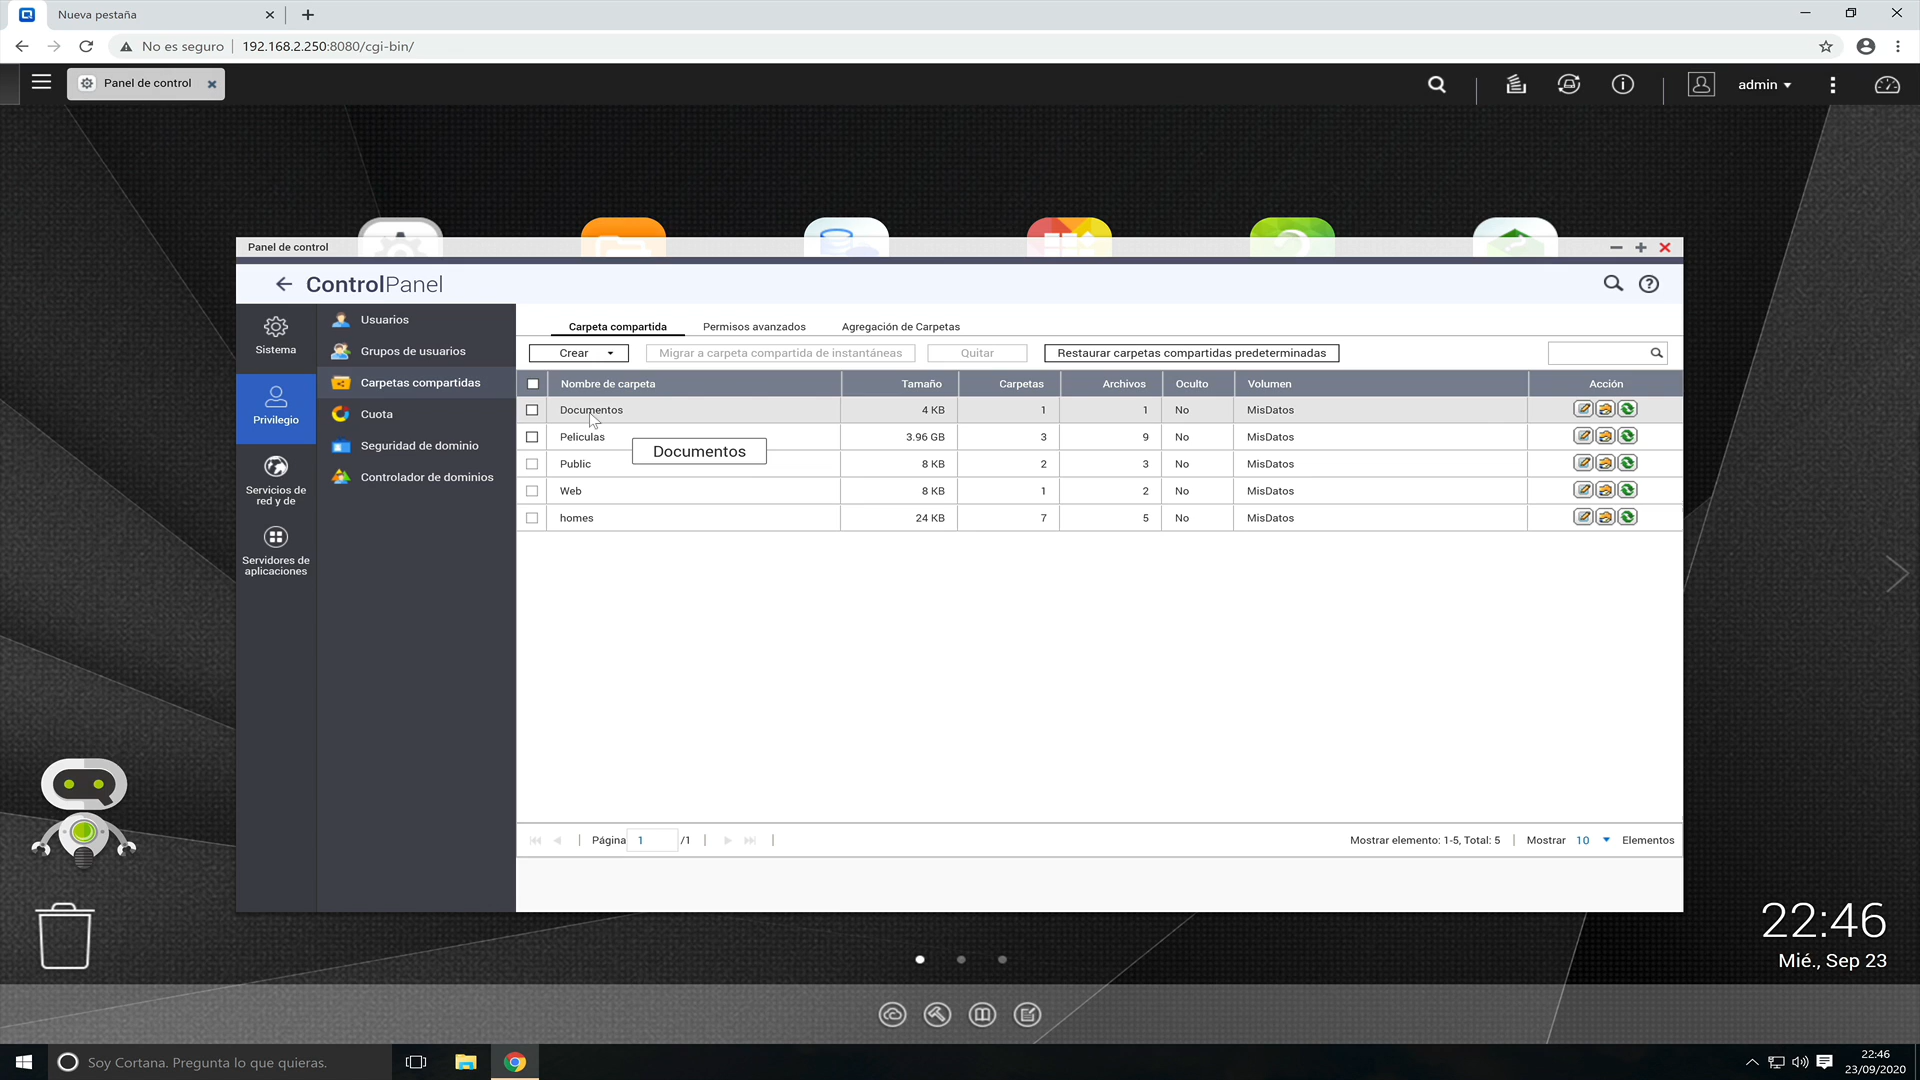 Nueva pestaña
No es seguro 192.168.2.250:8080/cgi-bin/
Panel de control
admin
Panel de control
ControlPanel
Sistema
Privilegio
Servicios de
red y de
Servidores de
aplicaciones
Usuarios
Grupos de usuarios
Carpetas compartidas
Cuota
Seguridad de dominio
Controlador de dominios
Carpeta compartida Permisos avanzados Agregación de Carpetas
Crear Migrar a carpeta compartida de instantáneas Quitar Restaurar carpetas compartidas predeterminadas
Nombre de carpeta Tamaño Carpetas Archivos Oculto Volumen Acción
Documentos 4 KB 1 1 No MisDatos
Peliculas 3.96 GB 3 9 No MisDatos
Documentos
Public 8 KB 2 3 No MisDatos
Web 8 KB 1 2 No MisDatos
homes 24 KB 7 5 No MisDatos
Página 1 /1 Mostrar elemento: 1-5, Total: 5 Mostrar 10 Elementos
22:46
Mié., Sep 23
Soy Cortana. Pregunta lo que quieras.
22:46
23/09/2020